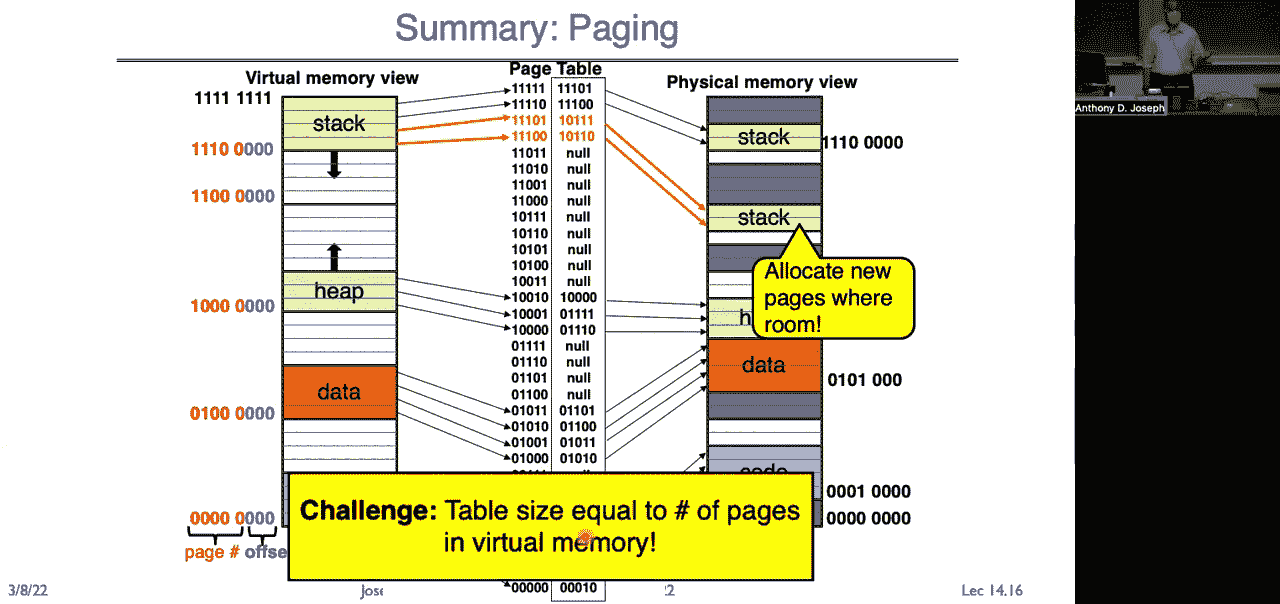 Summary: Paging
Virtual memory view
Page Table
Physical memory view
1111 1111
stack
1110 0000
1100 0000
heap
1000 0000
data
0100 0000
0000 0000
page # offse
11111 11101
11110 11100
11101 10111
11100 10110
11011 null
11010 null
11001 null
11000 null
10111 null
10110 null
10101 null
10100 null
10011 null
10010 10000
10001 01111
10000 01110
01111 null
01110 null
01101 null
01100 null
01011 01101
01010 01100
01001 01011
01000 01010
00000 00010
stack
1110 0000
stack
Allocate new
pages where
room!
h
data
0101 000
code
0001 0000
0000 0000
Challenge: Table size equal to # of pages
in virtual memory!
3/8/22
Jose
22
Lec 14.16
Anthony D. Joseph